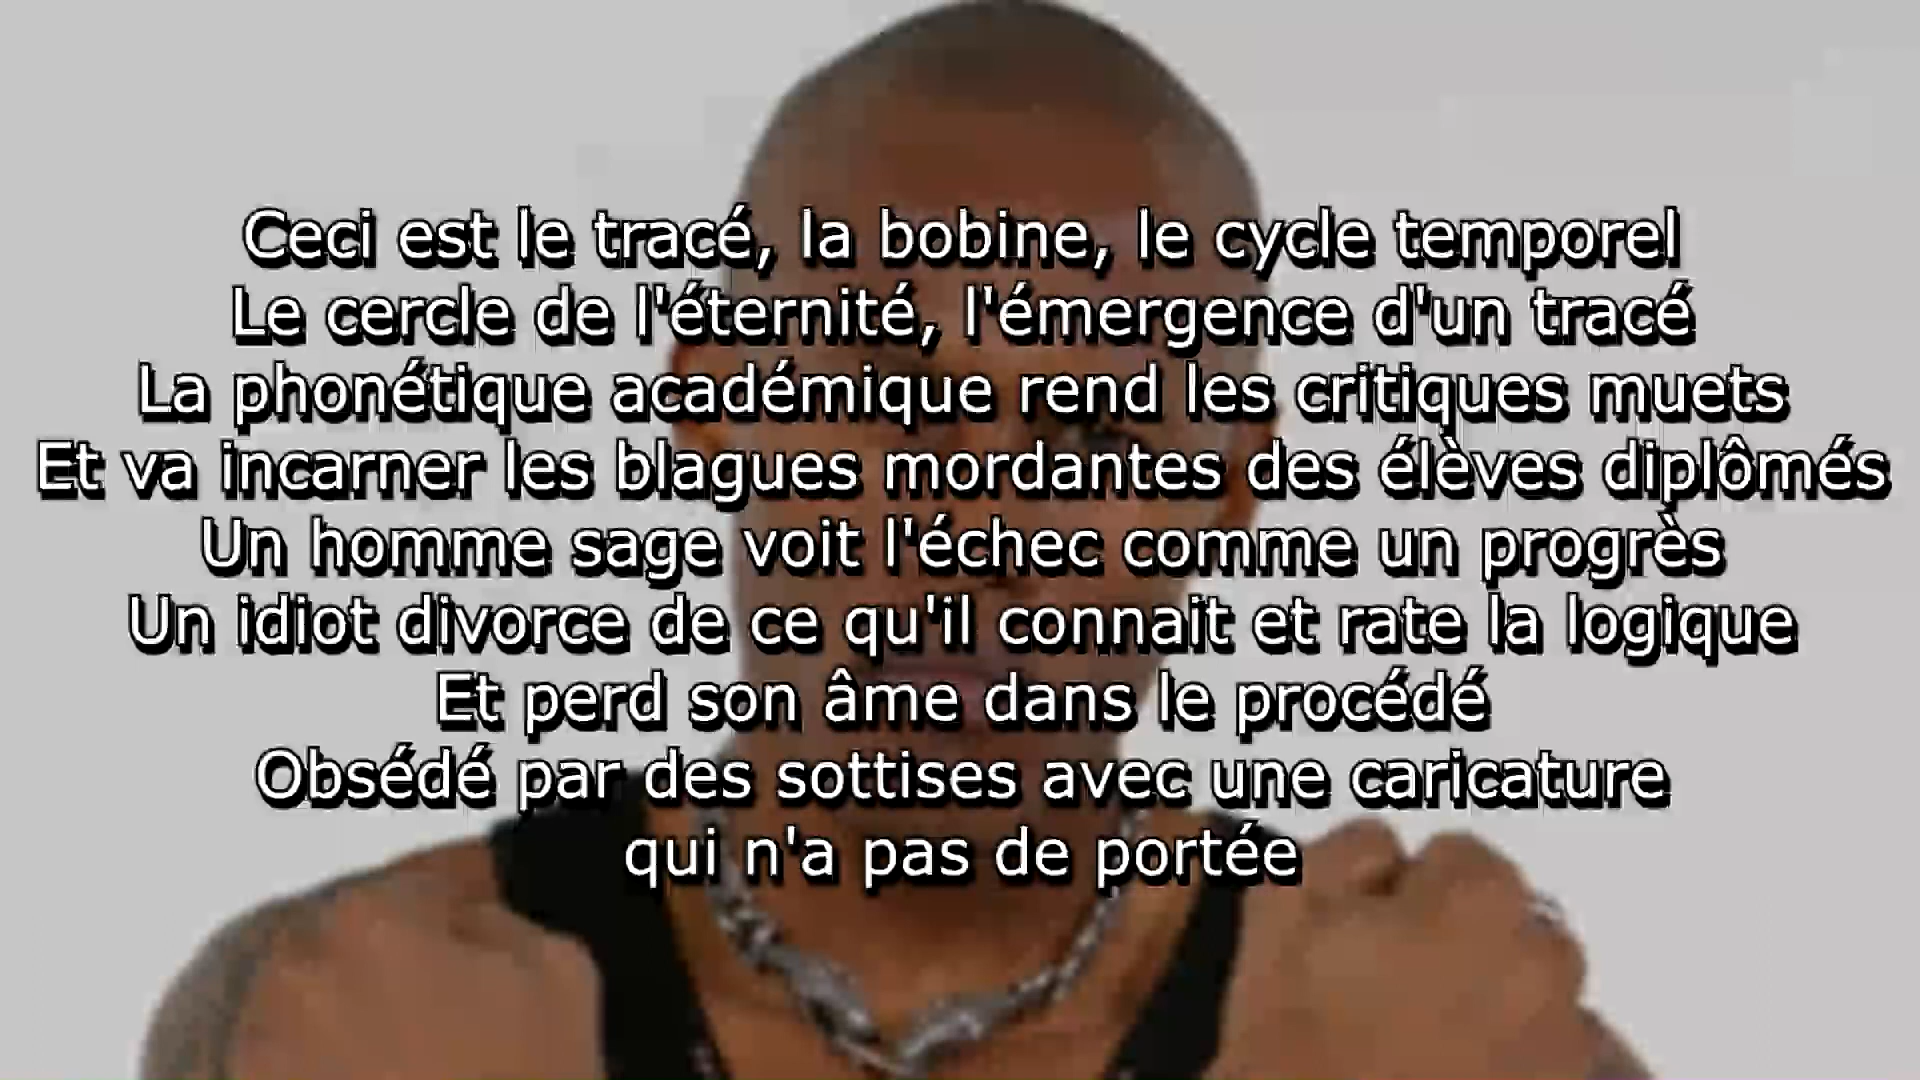 Ceci est le tracé, la bobine, le cycle temporel
Le cercle de l'éternité, l'émergence d'un tracé
La phonétique académique rend les critiques muets
Et va incarner les blagues mordantes des élèves diplômés
Un homme sage voit l'échec comme un progrès
Un idiot divorce de ce qu'il connait et rate la logique
Et perd son âme dans le procédé
Obsédé par des sottises avec une caricature
qui n'a pas de portée